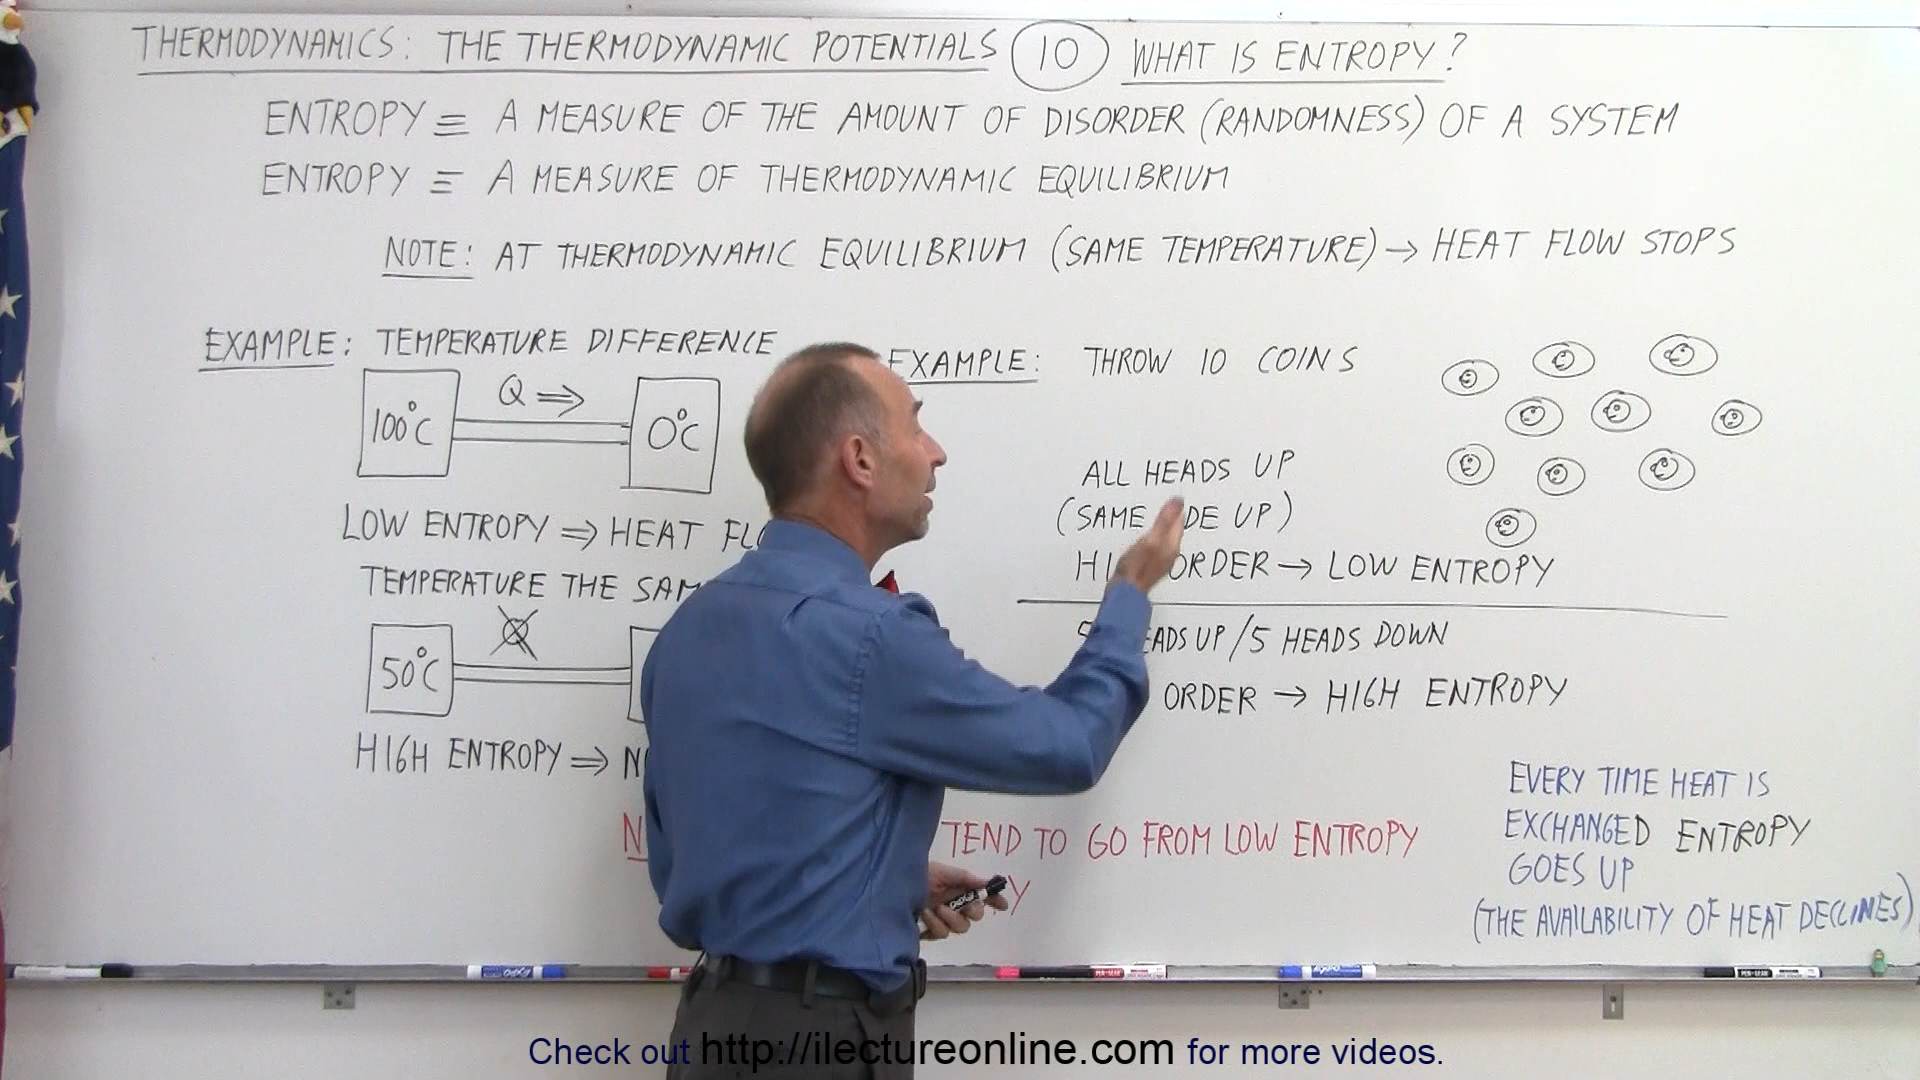 THERMODYNAMICS: THE THERMODYNAMIC POTENTIALS 10 WHAT IS ENTROPY?
ENTROPY ≡ A MEASURE OF THE AMOUNT OF DISORDER (RANDOMNESS) OF A SYSTEM
ENTROPY ≡ A MEASURE OF THERMODYNAMIC EQUILIBRIUM
NOTE: AT THERMODYNAMIC EQUILIBRIUM (SAME TEMPERATURE) → HEAT FLOW STOPS
EXAMPLE: TEMPERATURE DIFFERENCE
Q ⇒
100°C
0°C
LOW ENTROPY ⇒ HEAT
TEMPERATURE THE
Q
50°C
HIGH ENTROPY ⇒
EXAMPLE: THROW 10 COINS
ALL HEADS UP
(SAME UP)
ORDER → LOW ENTROPY
UP/5 HEADS DOWN
ORDER → HIGH ENTROPY
TEND TO GO FROM LOW ENTROPY
EVERY TIME HEAT IS
EXCHANGED ENTROPY
GOES UP
(THE AVAILABILITY OF HEAT DECLINES)
Check out http://ilectureonline.com for more videos.